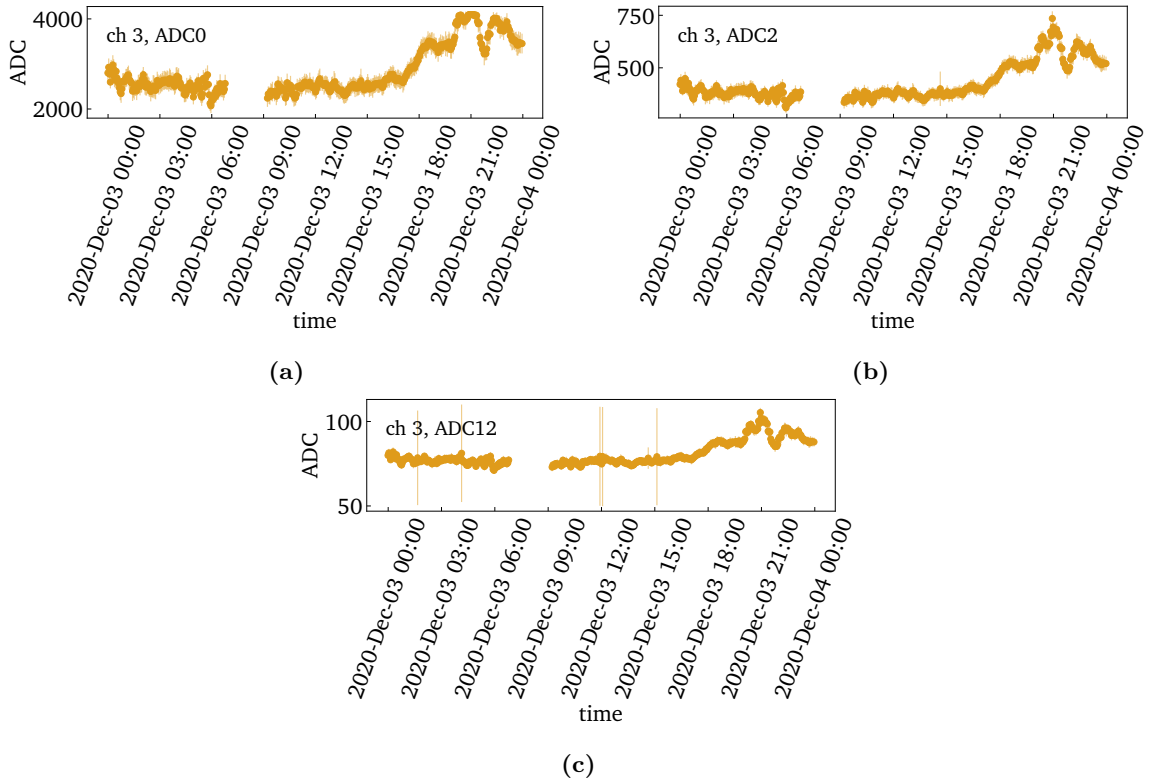 4000
2000
ADC
ch 3, ADC0
2020-Dec-03 00:00
2020-Dec-03 03:00
2020-Dec-03 06:00
2020-Dec-03 09:00
2020-Dec-03 12:00
2020-Dec-03 15:00
2020-Dec-03 18:00
2020-Dec-03 21:00
2020-Dec-04 00:00
time
(a)
750
500
ADC
ch 3, ADC2
2020-Dec-03 00:00
2020-Dec-03 03:00
2020-Dec-03 06:00
2020-Dec-03 09:00
2020-Dec-03 12:00
2020-Dec-03 15:00
2020-Dec-03 18:00
2020-Dec-03 21:00
2020-Dec-04 00:00
time
(b)
100
50
ADC
ch 3, ADC12
2020-Dec-03 00:00
2020-Dec-03 03:00
2020-Dec-03 06:00
2020-Dec-03 09:00
2020-Dec-03 12:00
2020-Dec-03 15:00
2020-Dec-03 18:00
2020-Dec-03 21:00
2020-Dec-04 00:00
time
(c)